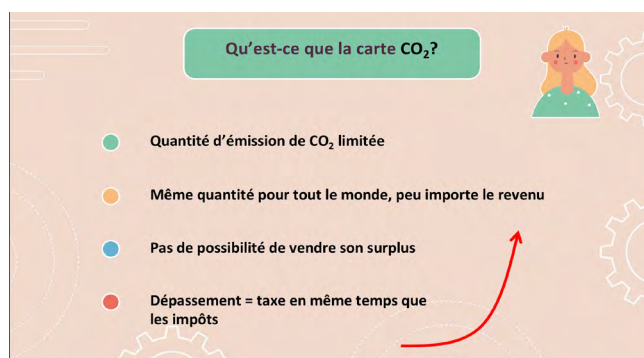 Qu'est-ce que la carte CO₂?
Quantité d'émission de CO₂ limitée
Même quantité pour tout le monde, peu importe le revenu
Pas de possibilité de vendre son surplus
Dépassement = taxe en même temps que
les impôts